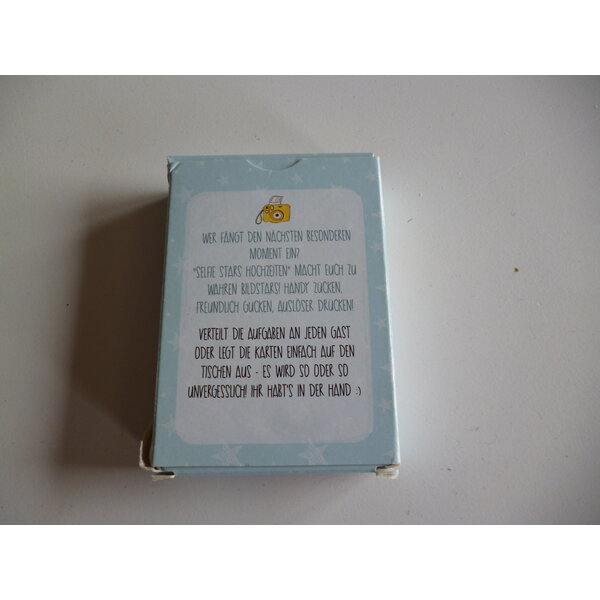 WER FÄNGT DEN NÄCHSTEN BESONDEREN
MOMENT EIN?
"SELFIE STARS HOCHZEITEN" MACHT EUCH ZU
WAHREN BILDSTARS! HANDY ZÜCKEN,
FREUNDLICH GUCKEN, AUSLÖSER DRÜCKEN!
VERTEILT DIE AUFGABEN AN JEDEN GAST
ODER LEGT DIE KARTEN EINFACH AUF DEN
TISCHEN AUS - ES WIRD SO ODER SO
UNVERGESSLICH! IHR HABT'S IN DER HAND :)